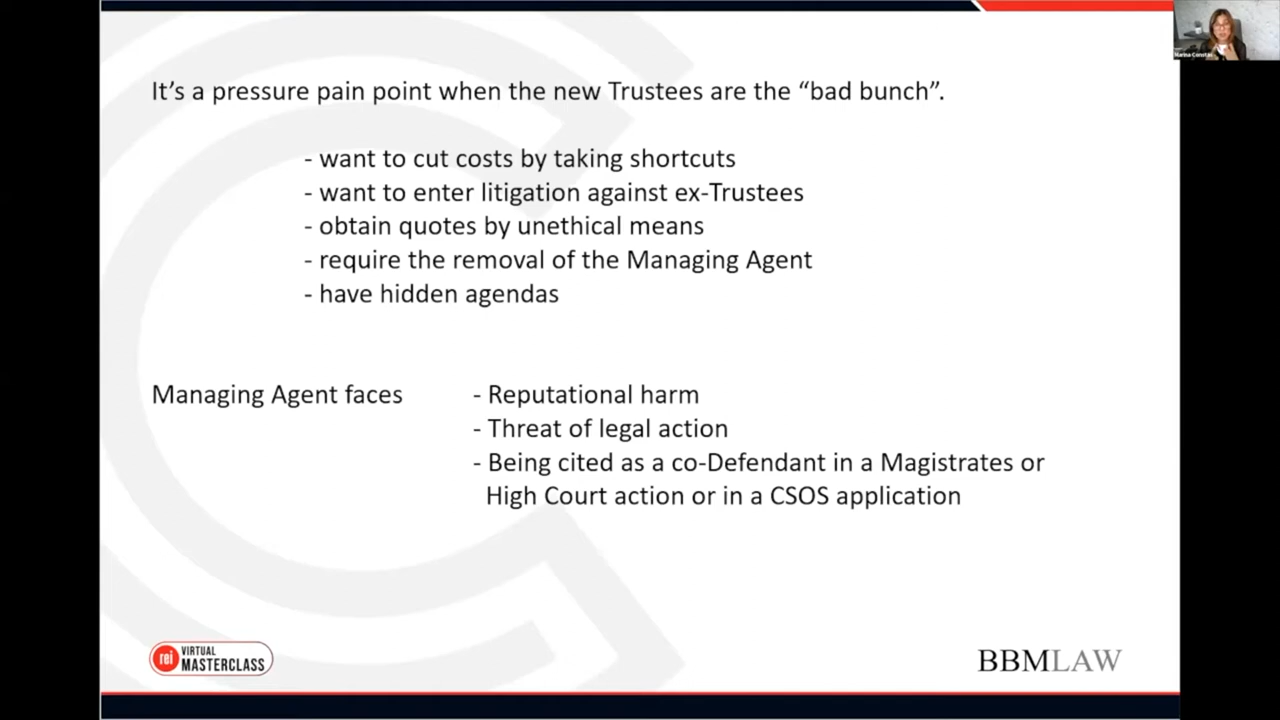 It's a pressure pain point when the new Trustees are the “bad bunch”.
- want to cut costs by taking shortcuts
- want to enter litigation against ex-Trustees
- obtain quotes by unethical means
- require the removal of the Managing Agent
- have hidden agendas
Managing Agent faces - Reputational harm
- Threat of legal action
- Being cited as a co-Defendant in a Magistrates or
High Court action or in a CSOS application
rei VIRTUAL
MASTERCLASS
BBMLAW